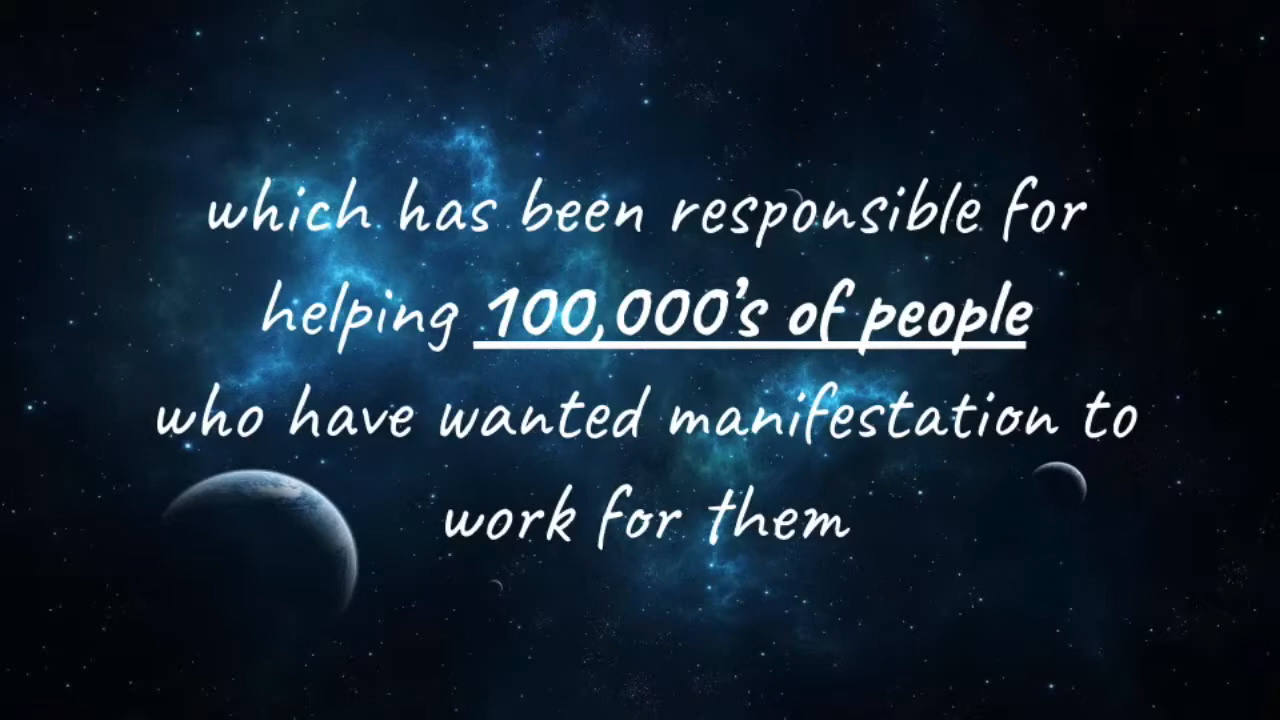 which has been responsible for
helping 100,000's of people
who have wanted manifestation to
work for them